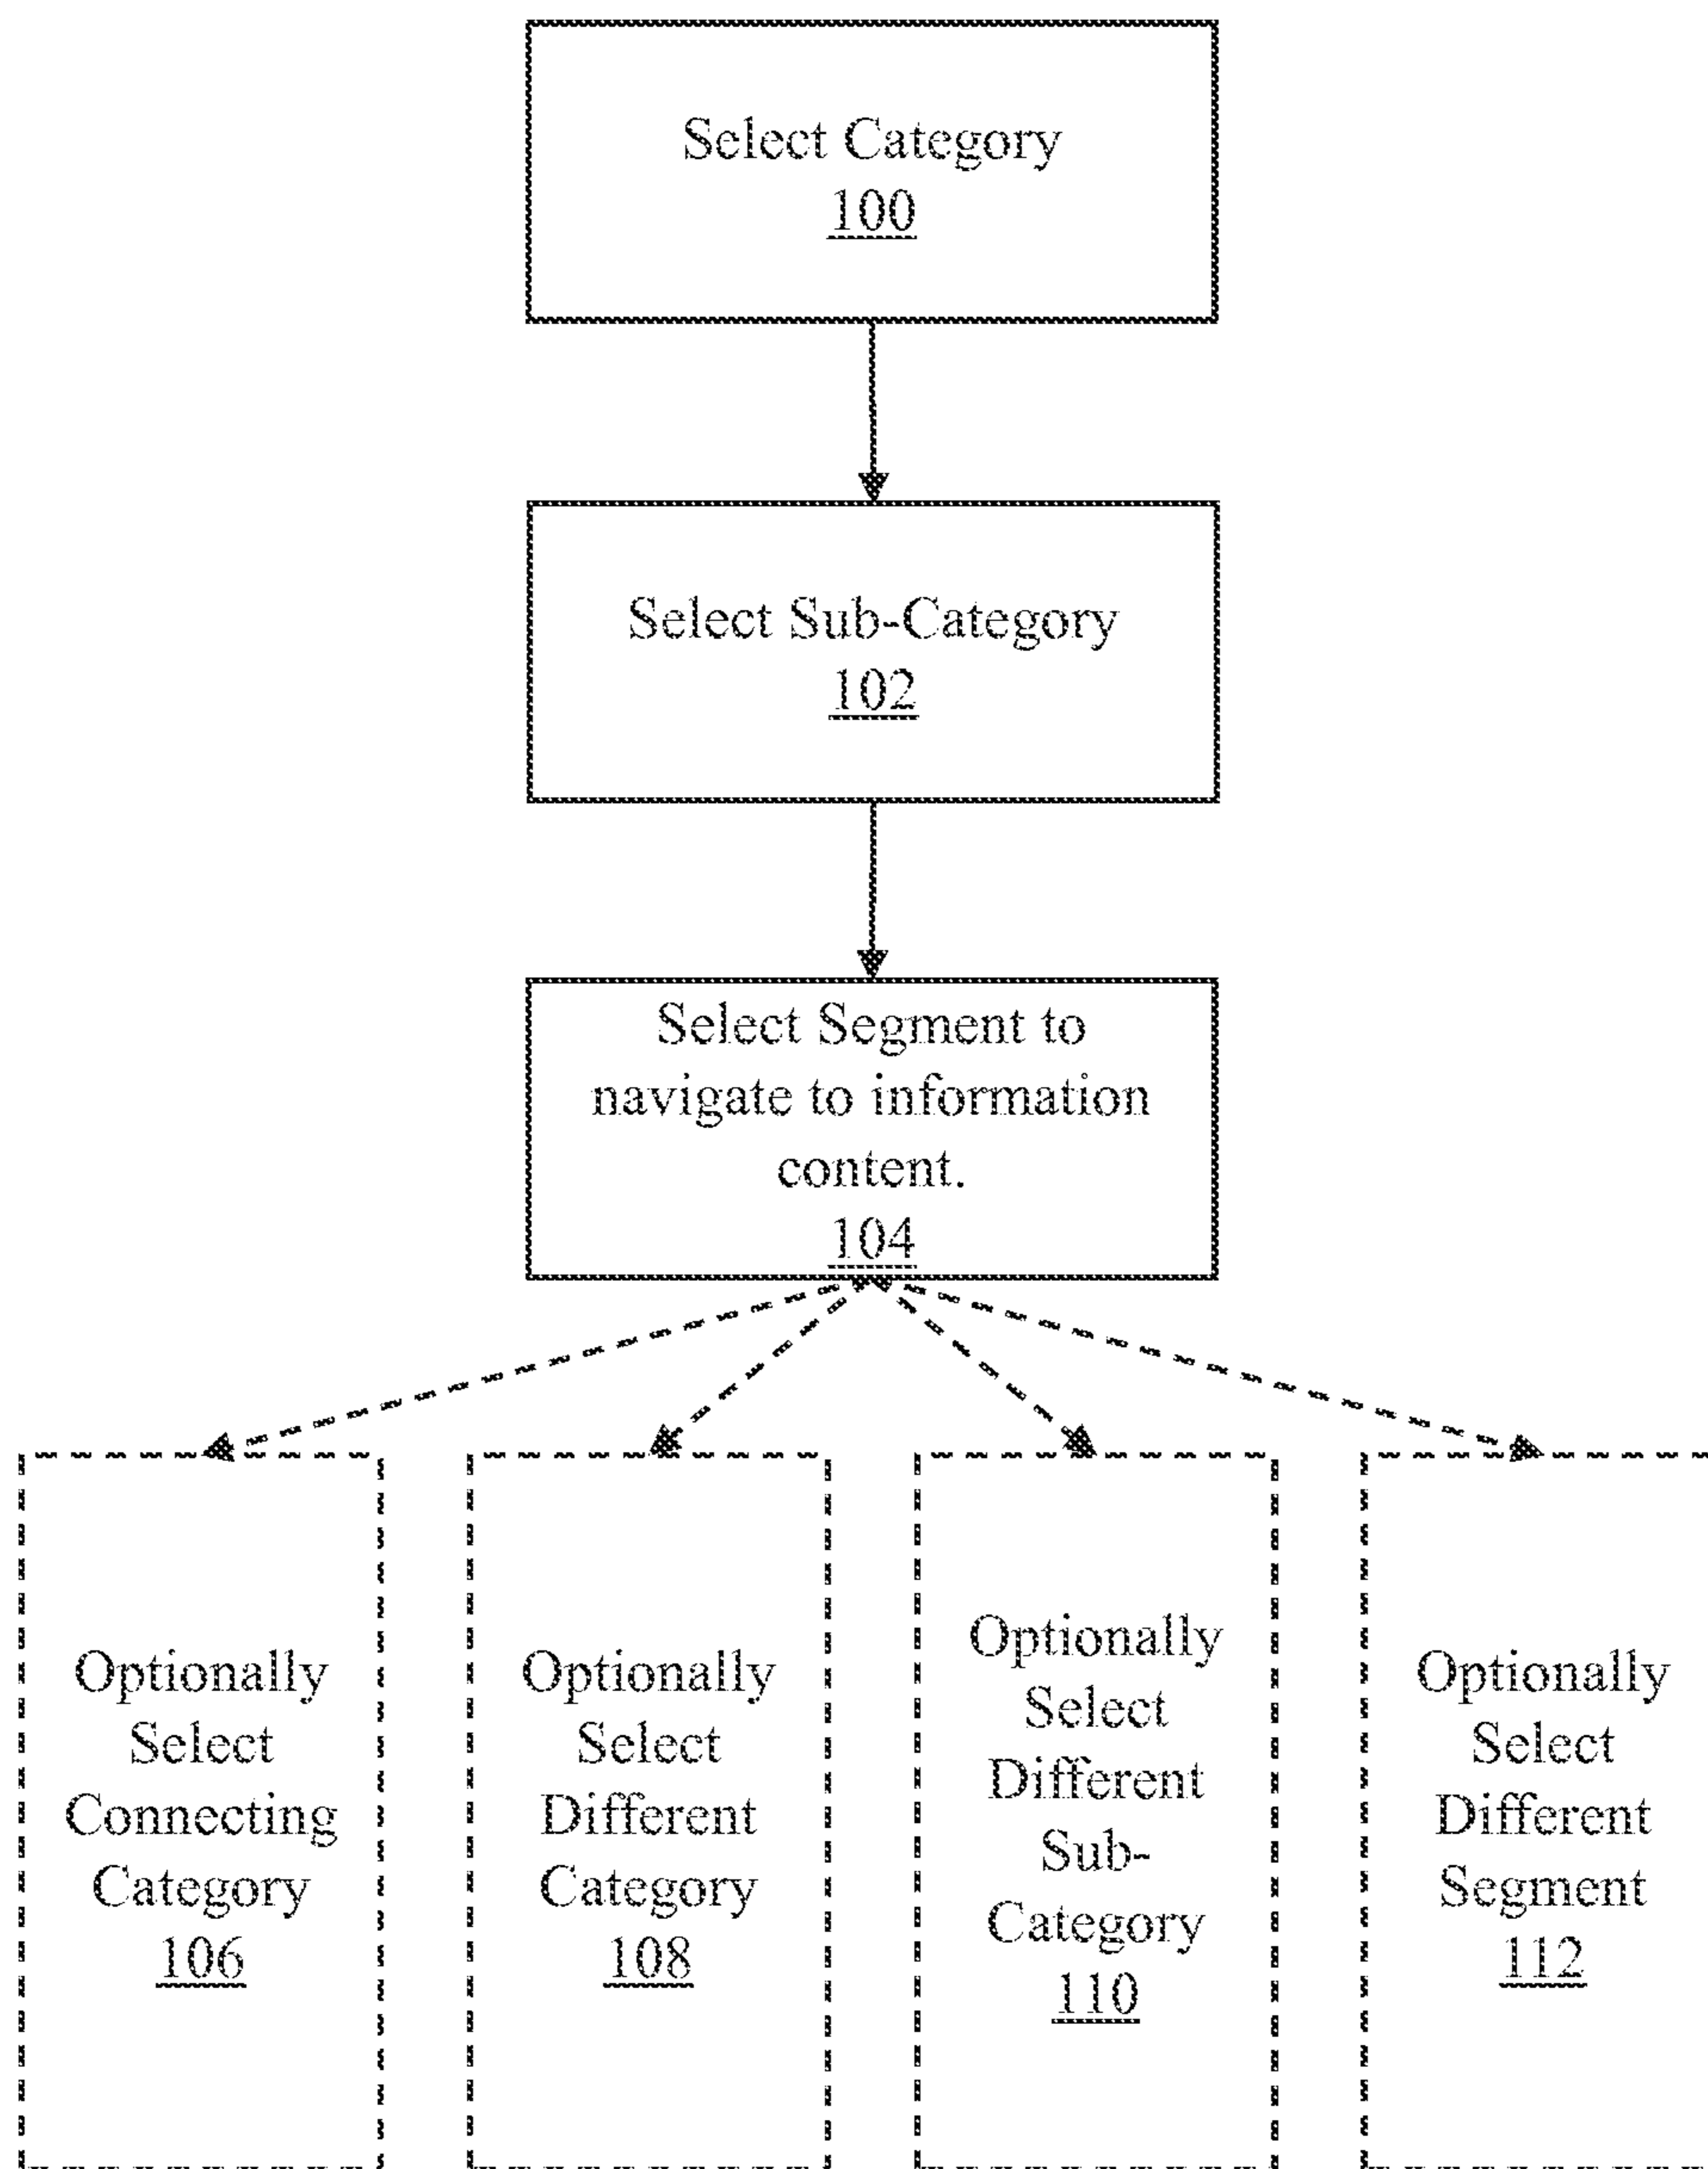 Select Category
100
Select Sub-Category
102
Select Segment to
navigate to information
content.
104
Optionally
Select
Connecting
Category
106
Optionally
Select
Different
Category
108
Optionally
Select
Different
Sub-
Category
110
Optionally
Select
Different
Segment
112